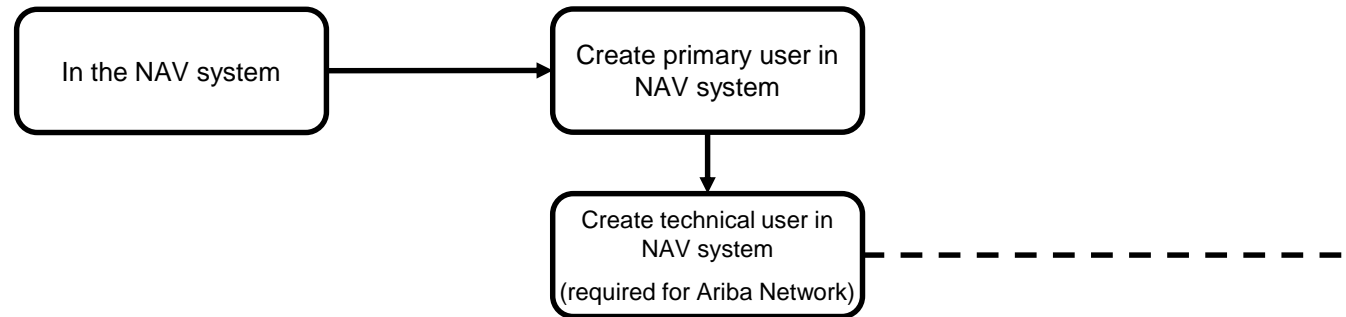 In the NAV system
Create primary user in
NAV system
Create technical user in
NAV system
(required for Ariba Network)